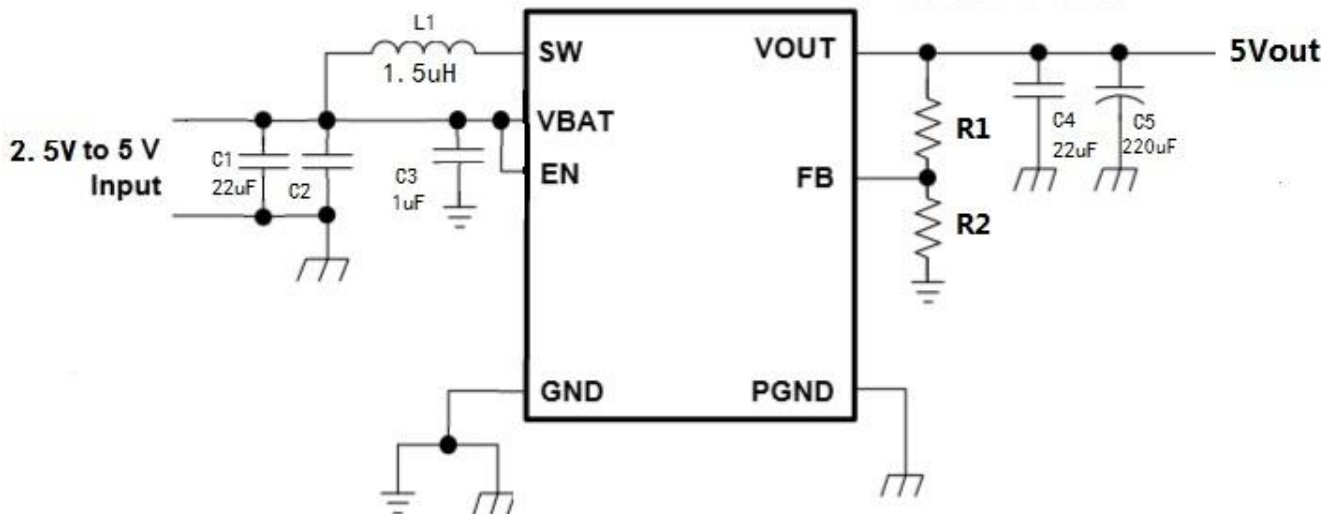 L1
1.5uH
SW
VOUT
5Vout
VBAT
2.5V to 5 V
Input
C1
22uF
C2
C3
1uF
EN
FB
R1
R2
C4
22uF
C5
220uF
GND
PGND